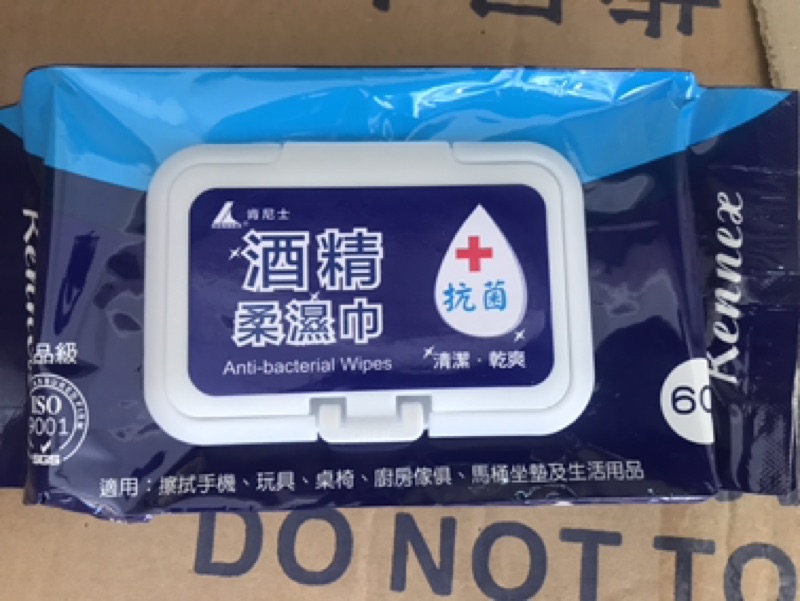 肯尼士
酒精
柔濕巾
Anti-bacterial Wipes
抗菌
清潔·乾爽
Kennex
品級
ISO
9001
SGS
60
適用：擦拭手機、玩具、桌椅、廚房傢俱、馬桶坐墊及生活用品
DO NOT TO